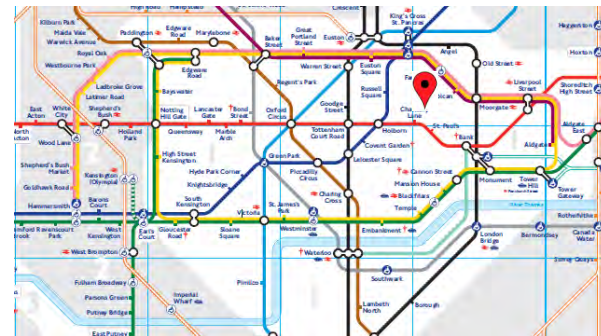 Kilburn Park
Maida Vale
Warwick Avenue
Royal Oak
Westbourne Park
Paddington
Edgware
Road
Marylebone
Baker
Street
Great
Portland
Street
Euston
King's Cross
St. Pancras
Angel
Old Street
Haggerston
Hoxton
Shoreditch
High Street
Liverpool
Street
Moorgate
Aldgate
East
Aldgate
Warren Street
Euston
Square
Russell
Square
Regent's Park
Goodge
Street
Edgware
Road
Bayswater
Ladbroke Grove
Latimer Road
White
City
Shepherd's
Bush
East
Acton
Holland
Park
Notting
Hill Gate
Queensway
Lancaster
Gate
Marble
Arch
Bond
Street
Oxford
Circus
Tottenham
Court Road
Holborn
St. Paul's
Bank
Wood Lane
Shepherd's Bush
Market
Goldhawk Road
Hammersmith
Kensington
(Olympia)
High Street
Kensington
Hyde Park Corner
Knightsbridge
Green Park
Piccadilly
Circus
Covent Garden
Leicester Square
Charing
Cross
Cannon Street
Mansion House
Blackfriars
Temple
Monument
Tower
Hill
Tower
Gateway
Barons
Court
West
Kensington
Earl's
Court
Gloucester
Road
South
Kensington
Sloane
Square
Victoria
St. James's
Park
Westminster
Embankment
Waterloo
Southwark
London
Bridge
Bermondsey
Canada
Water
Rotherhithe
Surrey Quays
West Brompton
Fulham Broadway
Parsons Green
Putney Bridge
East Putney
Imperial
Wharf
Pimlico
Lambeth
North
Borough